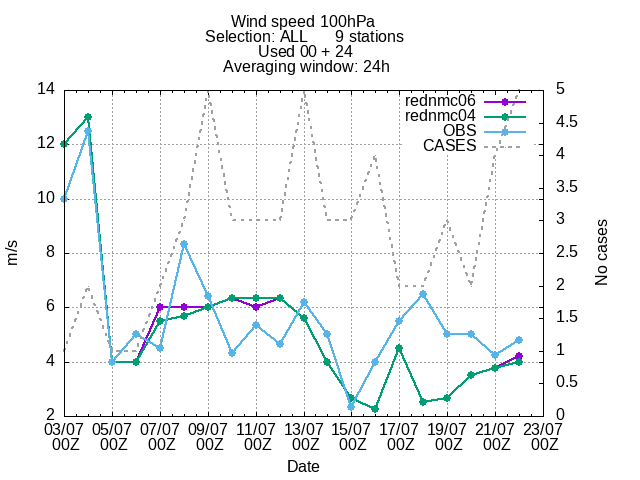 Wind speed 100hPa
Selection: ALL 9 stations
Used 00 + 24
Averaging window: 24h
rednmc06
rednmc04
OBS
CASES
m/s
14
12
10
8
6
4
2
No cases
5
4.5
4
3.5
3
2.5
2
1.5
1
0.5
0
03/07 05/07 07/07 09/07 11/07 13/07 15/07 17/07 19/07 21/07 23/07
00Z 00Z 00Z 00Z 00Z 00Z 00Z 00Z 00Z 00Z 00Z
Date